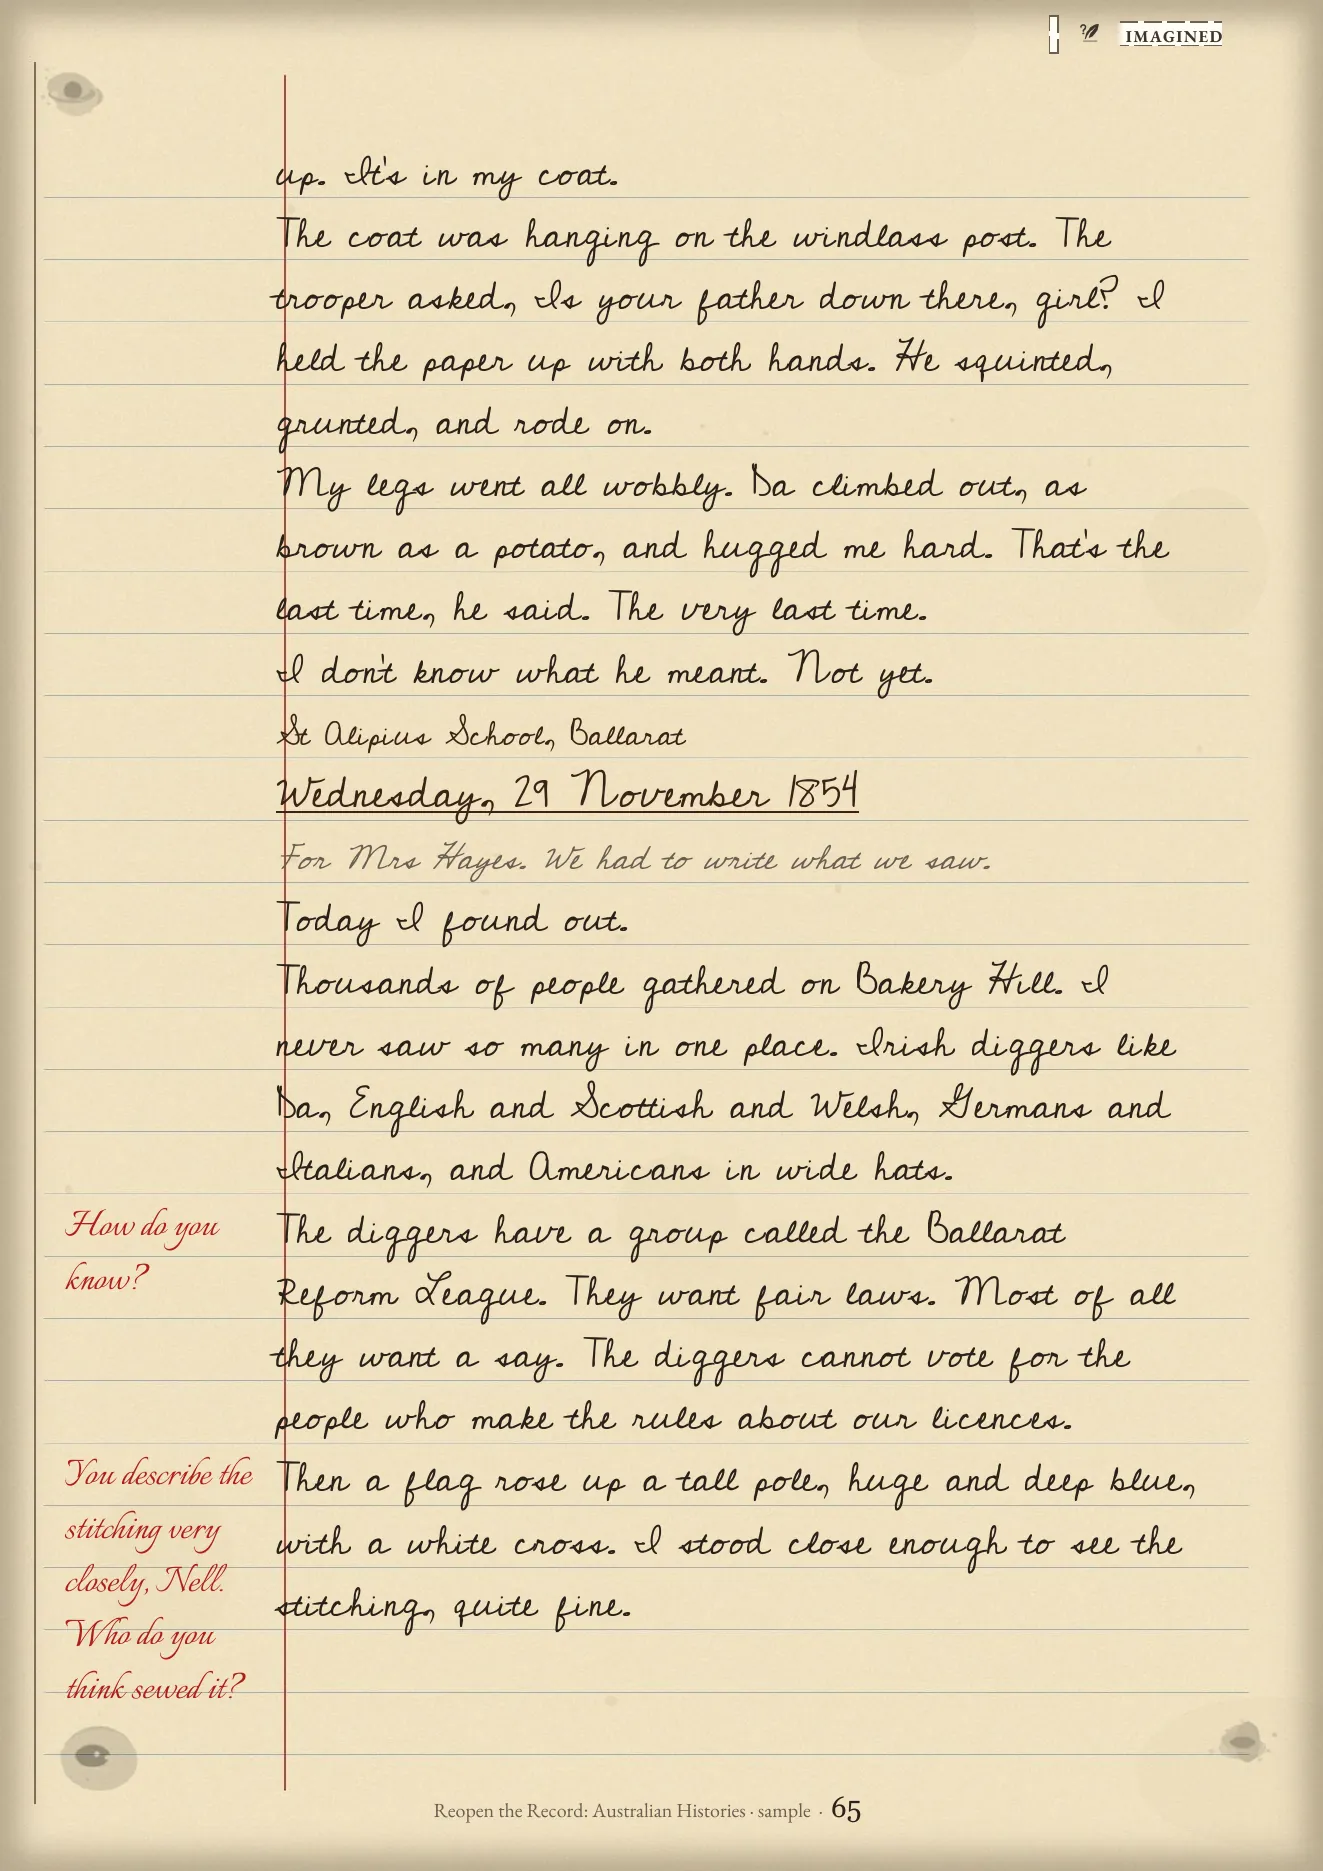 IMAGINED
up. It's in my coat.
The coat was hanging on the windlass post. The
trooper asked, Is your father down there, girl? I
held the paper up with both hands. He squinted,
grunted, and rode on.
My legs went all wobbly. Da climbed out, as
brown as a potato, and hugged me hard. That's the
last time, he said. The very last time.
I don't know what he meant. Not yet.
St Alipius School, Ballarat
Wednesday, 29 November 1854
For Mrs Hayes. We had to write what we saw.
Today I found out.
Thousands of people gathered on Bakery Hill. I
never saw so many in one place. Irish diggers like
Da, English and Scottish and Welsh, Germans and
Italians, and Americans in wide hats.
How do you
know?
The diggers have a group called the Ballarat
Reform League. They want fair laws. Most of all
they want a say. The diggers cannot vote for the
people who make the rules about our licences.
You describe the
stitching very
closely, Nell.
Who do you
think sewed it?
Then a flag rose up a tall pole, huge and deep blue,
with a white cross. I stood close enough to see the
stitching, quite fine.
Reopen the Record: Australian Histories · sample · 65